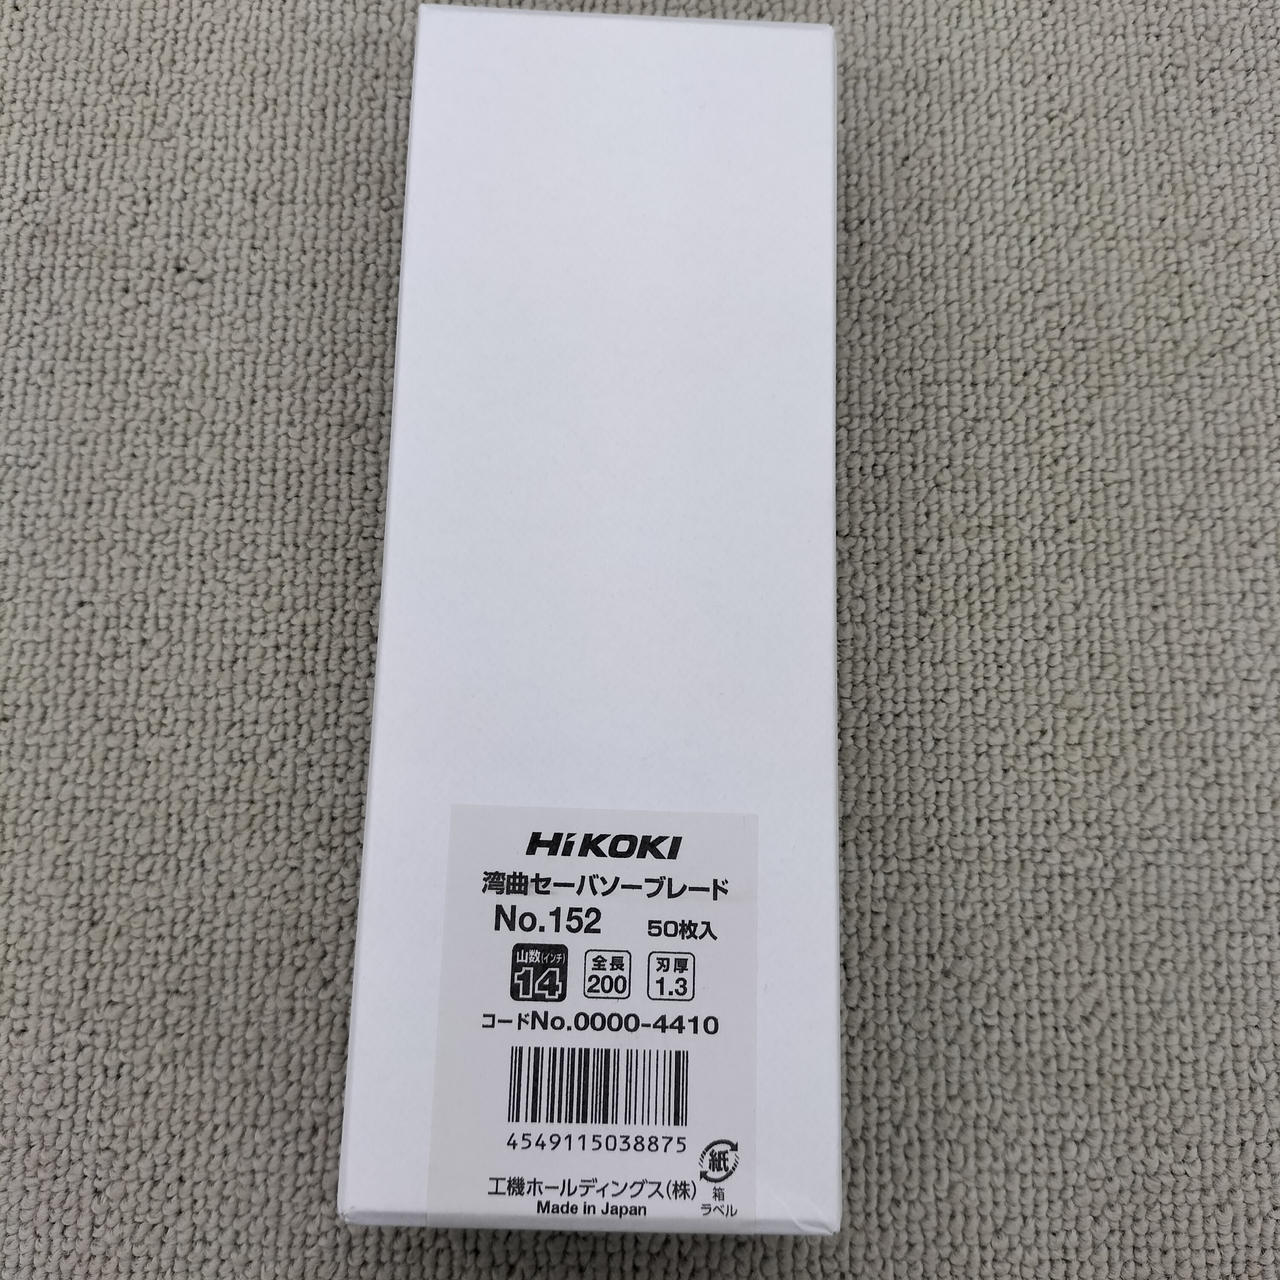 HiKOKI
湾曲セーバソーブレード
No.152 50枚入
山数(インチ) 14
全長 200
刃厚 1.3
コードNo.0000-4410
4549115038875
紙
箱
ラベル
工機ホールディングス(株)
Made in Japan